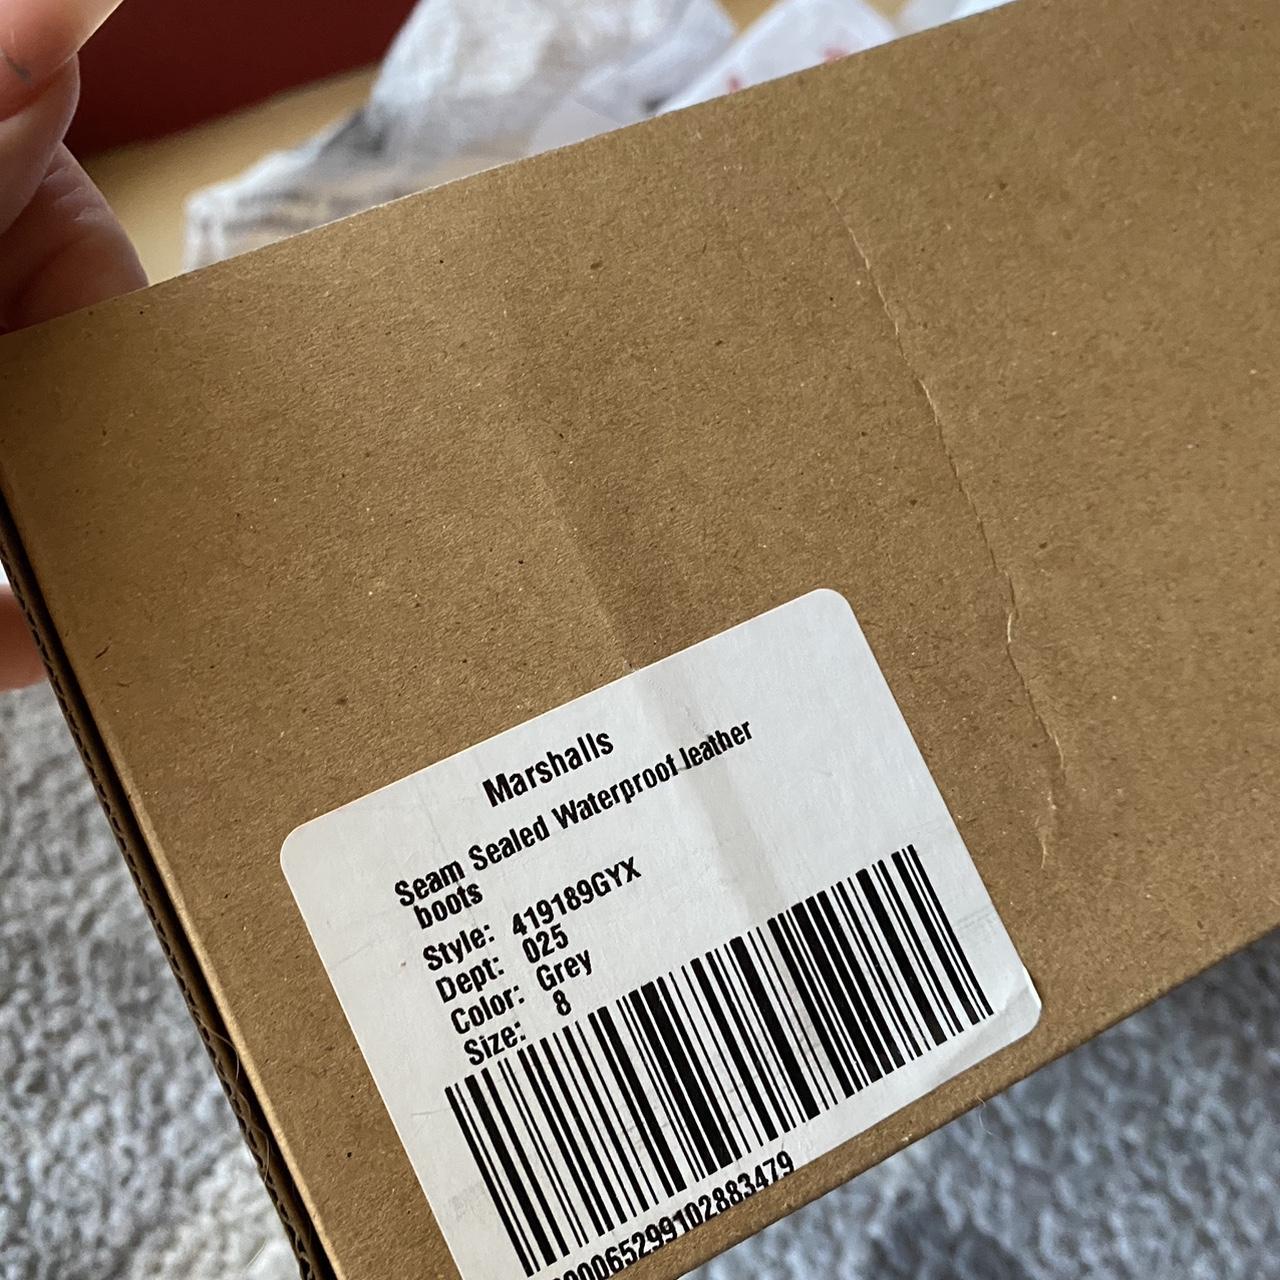 Marshalls
Seam Sealed Waterproof leather
boots
Style: 419189GYX
Dept: 025
Color: Grey
Size: 8